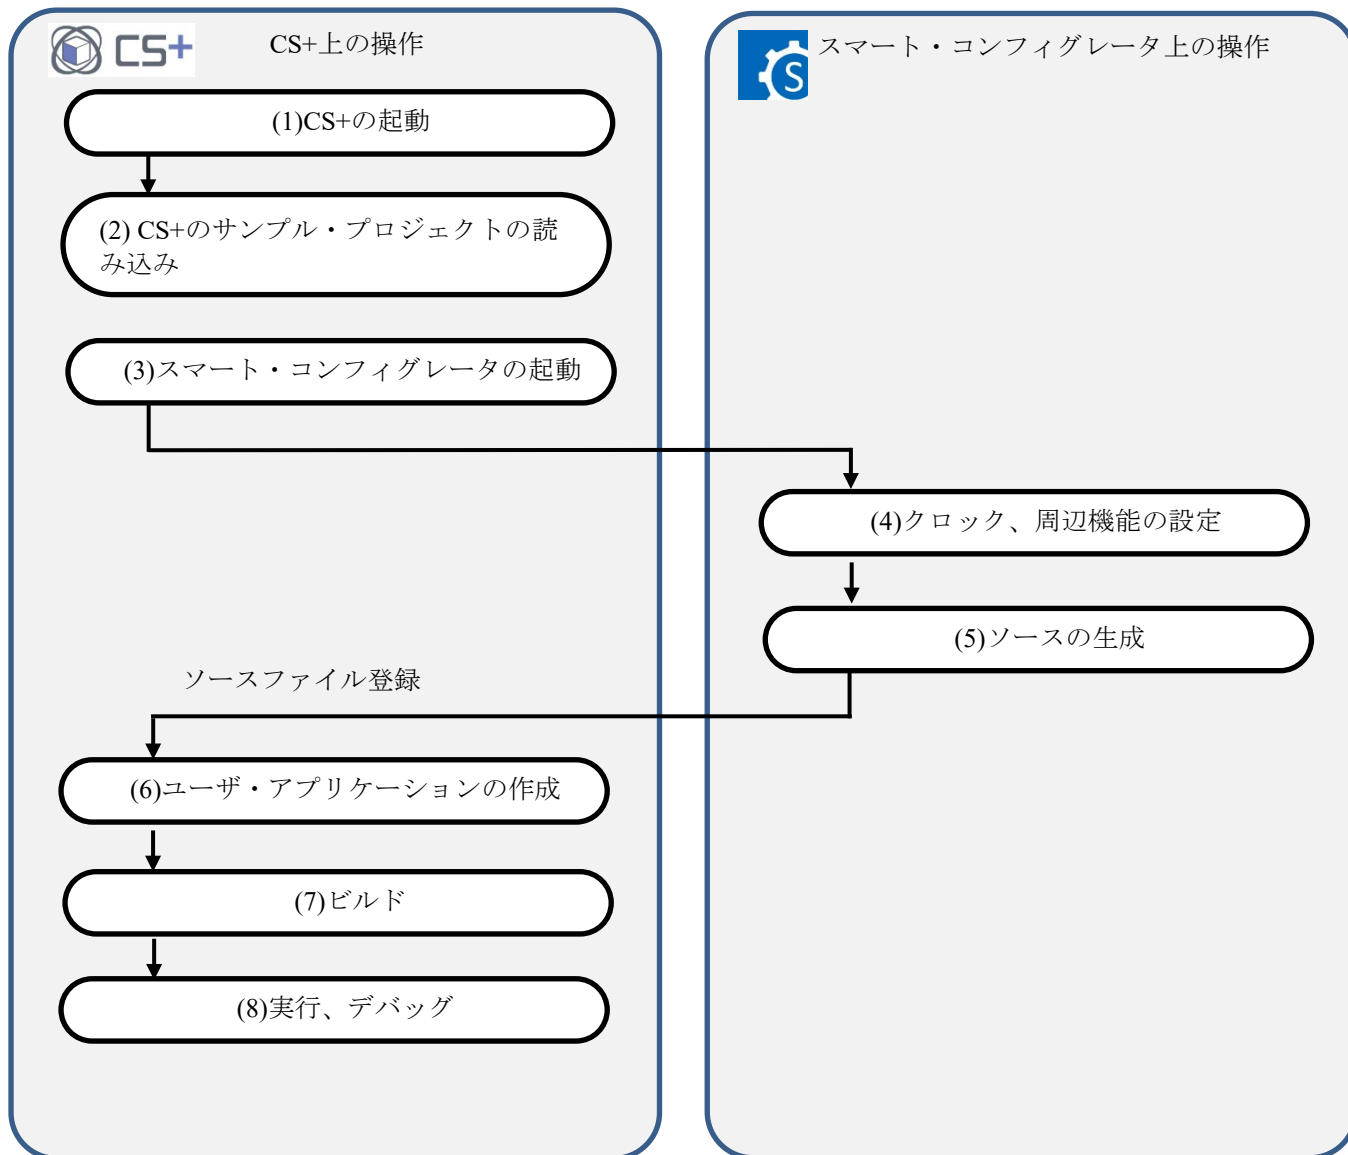 CS+
CS+上の操作
(1)CS+の起動
(2) CS+のサンプル・プロジェクトの読
み込み
(3)スマート・コンフィグレータの起動
S
スマート・コンフィグレータ上の操作
(4)クロック、周辺機能の設定
(5)ソースの生成
ソースファイル登録
(6)ユーザ・アプリケーションの作成
(7)ビルド
(8)実行、デバッグ